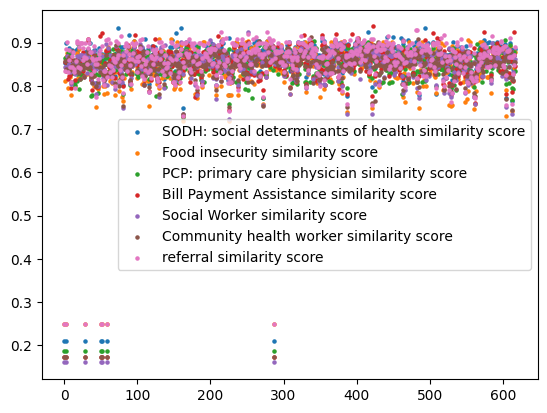 0.9
0.8
0.7
0.6
0.5
0.4
0.3
0.2
SODH: social determinants of health similarity score
Food insecurity similarity score
PCP: primary care physician similarity score
Bill Payment Assistance similarity score
Social Worker similarity score
Community health worker similarity score
referral similarity score
0 100 200 300 400 500 600